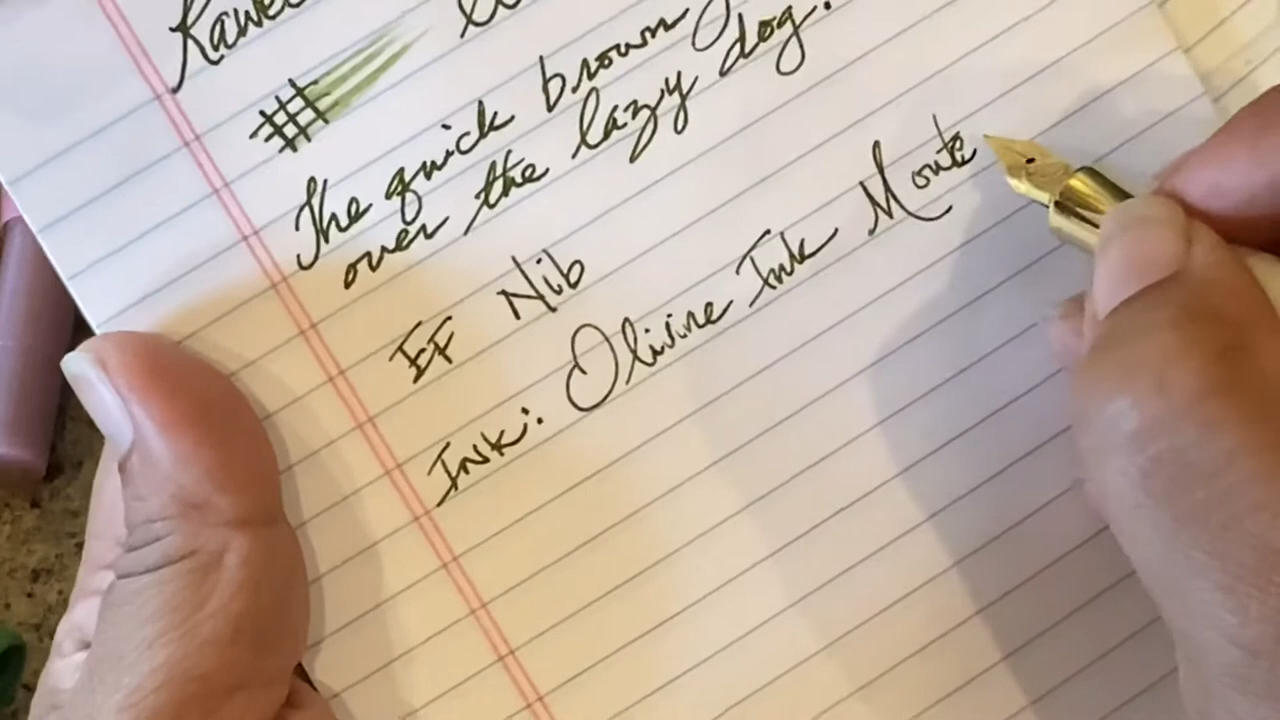 The quick brown
over the lazy dog.
EF Nib
Ink: Olivine Ink Monte